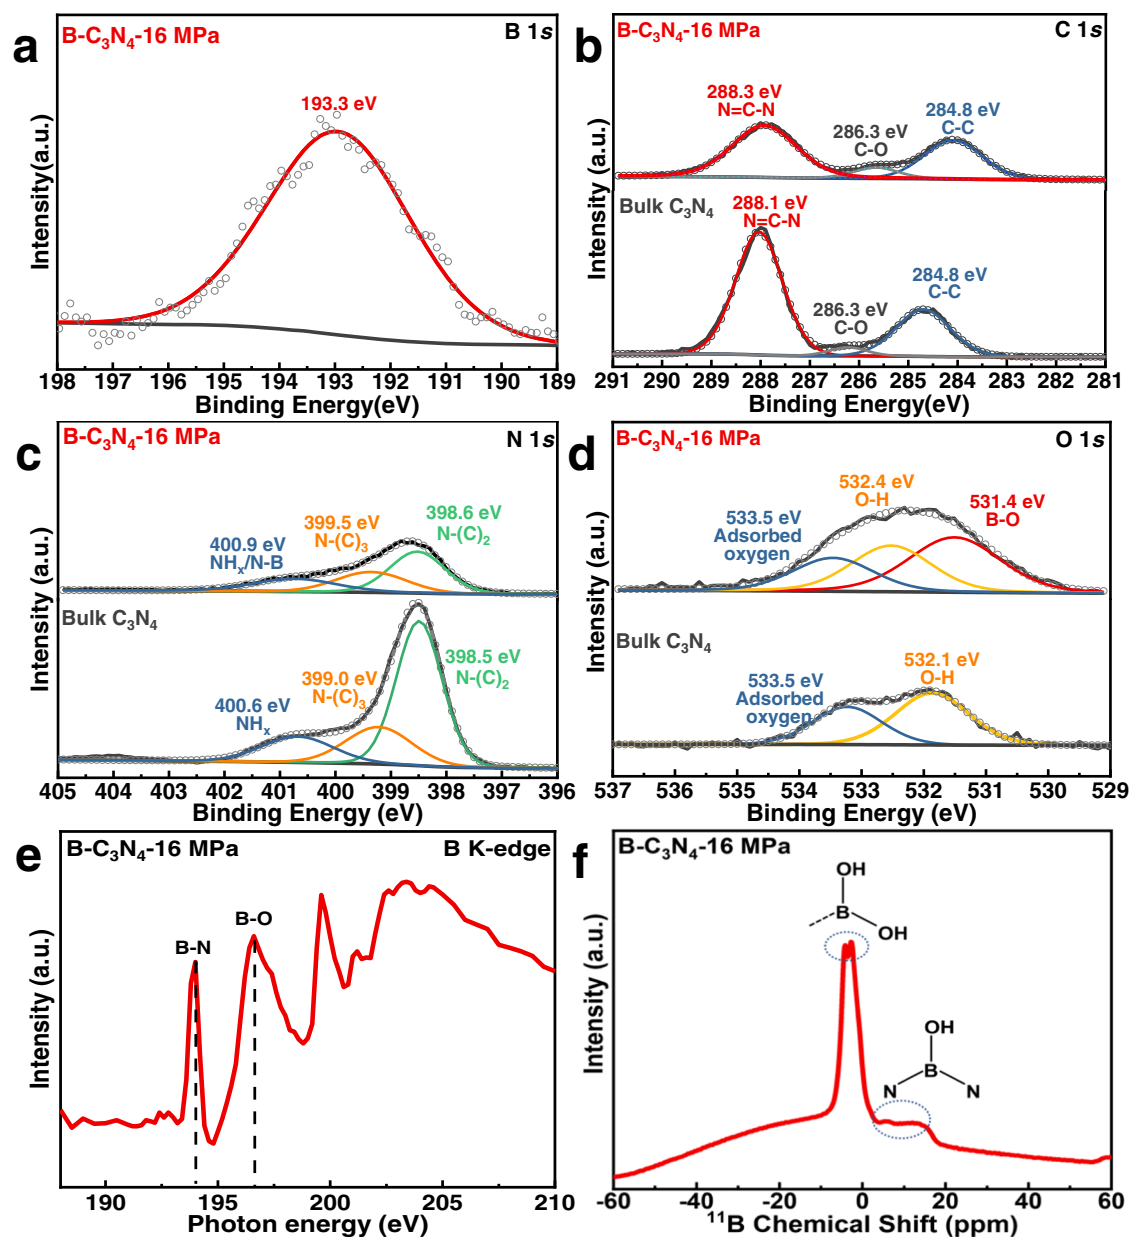 a
B-C₃N₄-16 MPa
B 1s
193.3 eV
Intensity(a.u.)
198 197 196 195 194 193 192 191 190 189
Binding Energy(eV)
b
B-C₃N₄-16 MPa
C 1s
288.3 eV
N=C-N
286.3 eV
C-O
284.8 eV
C-C
Bulk C₃N₄
288.1 eV
N=C-N
286.3 eV
C-O
284.8 eV
C-C
Intensity (a.u.)
291 290 289 288 287 286 285 284 283 282 281
Binding Energy(eV)
c
B-C₃N₄-16 MPa
N 1s
400.9 eV
NHₓ/N-B
399.5 eV
N-(C)₃
398.6 eV
N-(C)₂
Bulk C₃N₄
400.6 eV
NHₓ
399.0 eV
N-(C)₃
398.5 eV
N-(C)₂
Intensity (a.u.)
405 404 403 402 401 400 399 398 397 396
Binding Energy (eV)
d
B-C₃N₄-16 MPa
O 1s
533.5 eV
Adsorbed
oxygen
532.4 eV
O-H
531.4 eV
B-O
Bulk C₃N₄
533.5 eV
Adsorbed
oxygen
532.1 eV
O-H
Intensity (a.u.)
537 536 535 534 533 532 531 530 529
Binding Energy (eV)
e
B-C₃N₄-16 MPa
B K-edge
B-N
B-O
Intensity (a.u.)
190 195 200 205 210
Photon energy (eV)
f
B-C₃N₄-16 MPa
OH
B
OH
OH
B
N N
Intensity (a.u.)
-60 -40 -20 0 20 40 60
¹¹B Chemical Shift (ppm)